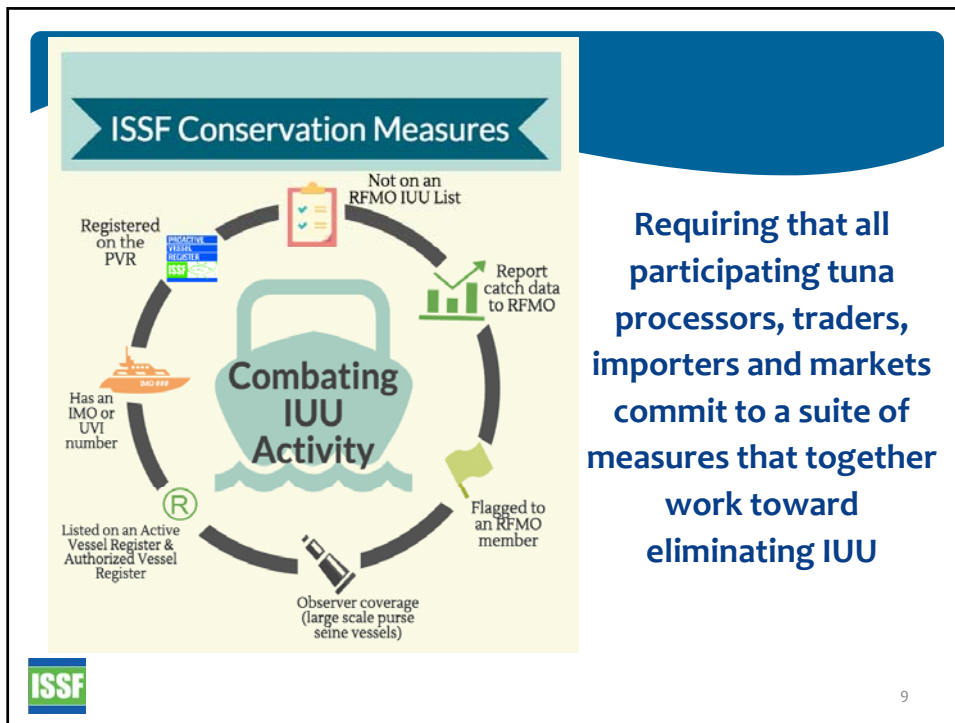 ISSF Conservation Measures
Not on an
RFMO IUU List
Registered
on the
PVR
PROACTIVE
VESSEL
REGISTER
ISSF
Report
catch data
to RFMO
Combating
IUU
Activity
IMO ###
Has an
IMO or
UVI
number
Flagged to
an RFMO
member
®
Listed on an Active
Vessel Register &
Authorized Vessel
Register
Observer coverage
(large scale purse
seine vessels)
Requiring that all
participating tuna
processors, traders,
importers and markets
commit to a suite of
measures that together
work toward
eliminating IUU
ISSF
9